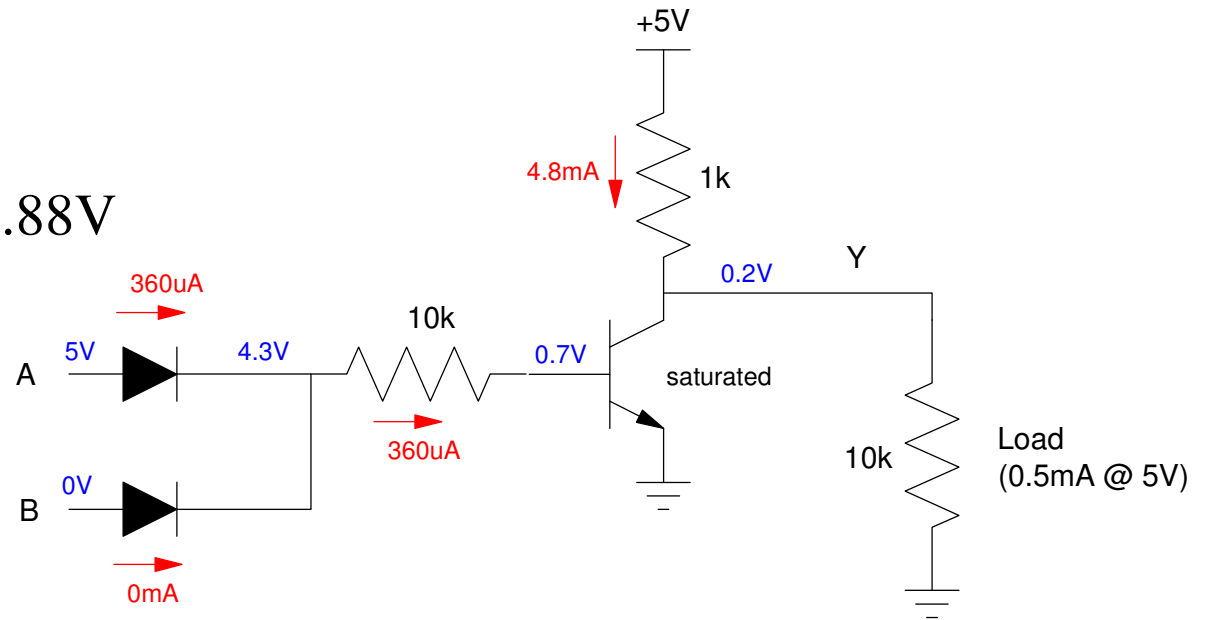 +5V
4.8mA
1k
.88V
360uA
0.2V
Y
10k
A
5V
4.3V
0.7V
saturated
360uA
10k
Load
(0.5mA @ 5V)
B
0V
0mA